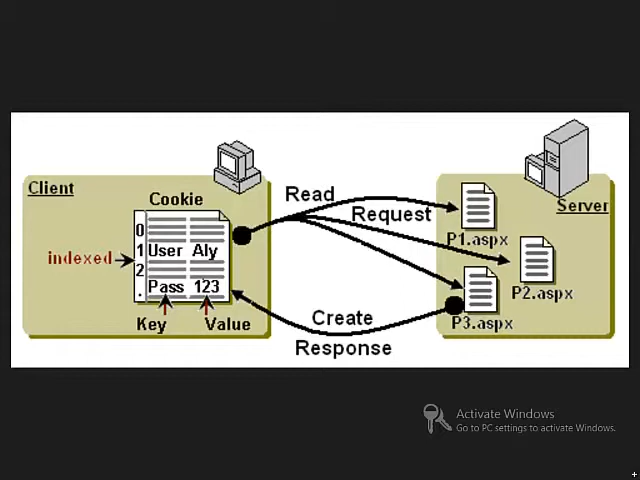 Client
Cookie
Read
Request
Server
0
1
2
.
User Aly
Pass 123
indexed
Key
Value
P1.aspx
P2.aspx
P3.aspx
Create
Response
Activate Windows
Go to PC settings to activate Windows.